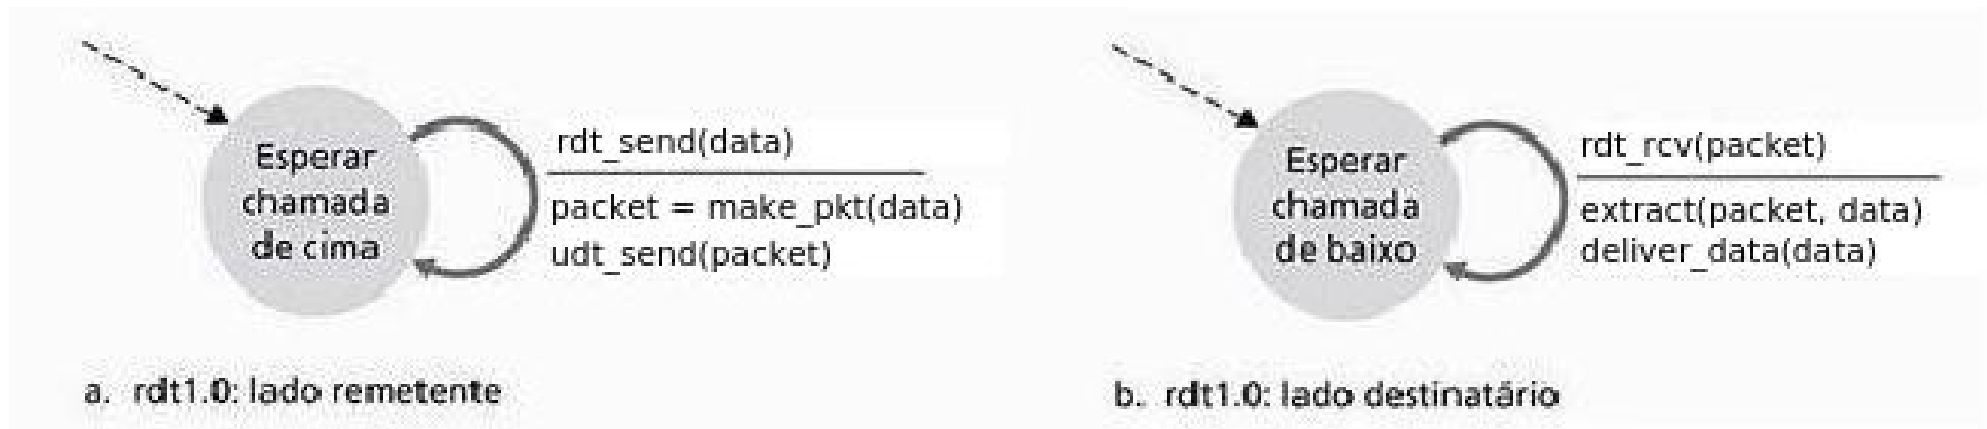 Esperar
chamada
de cima
rdt_send(data)
packet = make_pkt(data)
udt_send(packet)
a. rdt1.0: lado remetente
Esperar
chamada
de baixo
rdt_rcv(packet)
extract(packet, data)
deliver_data(data)
b. rdt1.0: lado destinatário